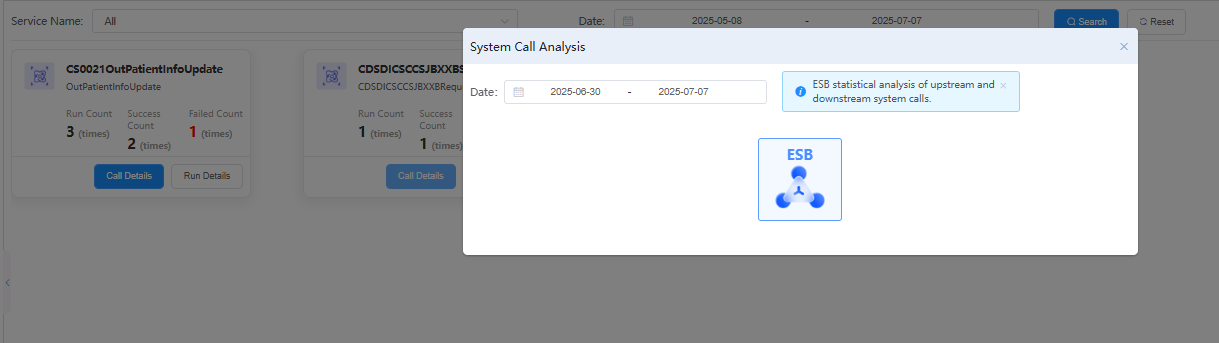 Service Name: All Date: 2025-05-08 - 2025-07-07 Search Reset
System Call Analysis
Date: 2025-06-30 - 2025-07-07
ESB statistical analysis of upstream and
downstream system calls.
ESB
CS0021OutPatientInfoUpdate
OutPatientInfoUpdate
Run Count
3 (times)
Success
Count
2 (times)
Failed Count
1 (times)
Call Details Run Details
CDSDICSCCSJBXXBS
CDSDICSCCSJBXXBRequ
Run Count
1 (times)
Success
Count
1 (times)
Call Details